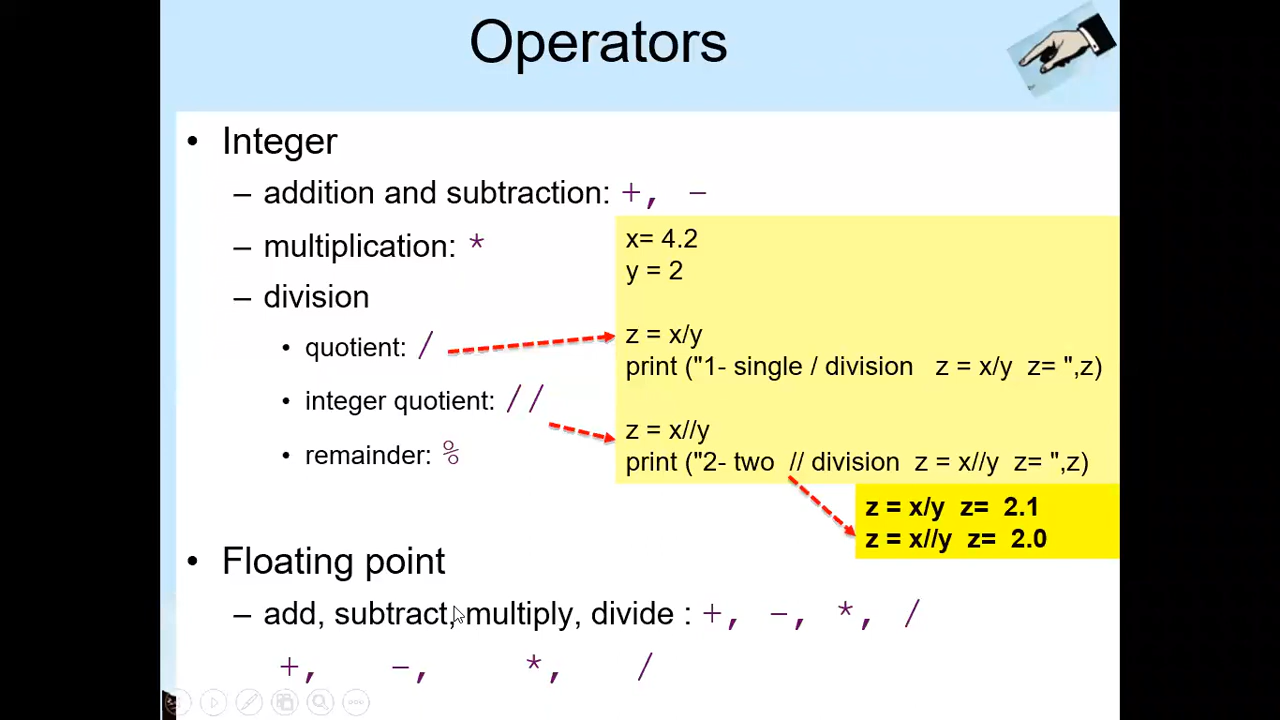 Operators
• Integer
– addition and subtraction: +, -
– multiplication: *
– division
• quotient: /
• integer quotient: //
• remainder: %
x= 4.2
y = 2
z = x/y
print ("1- single / division   z = x/y  z= ",z)
z = x//y
print ("2- two  // division  z = x//y  z= ",z)
z = x/y  z=  2.1
z = x//y  z=  2.0
• Floating point
– add, subtract, multiply, divide : +, -, *, /
+, -, *, /